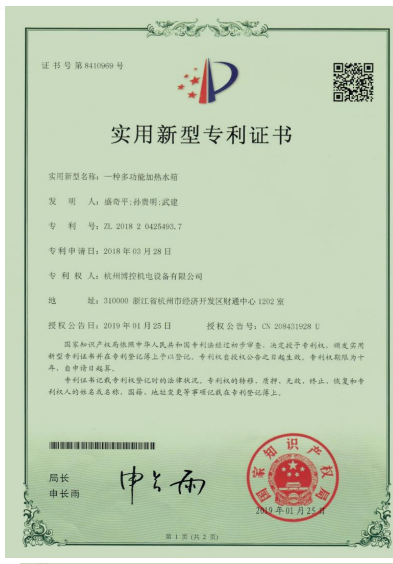 证书号第8410969号
实用新型专利证书
实用新型名称：一种多功能加热水箱
发明人：盛奇平;孙贵明;武建
专利号：ZL 2018 2 0425493.7
专利申请日：2018年03月28日
专利权人：杭州博控机电设备有限公司
地址：310000 浙江省杭州市经济开发区财通中心1202室
授权公告日：2019年01月25日 授权公告号：CN 208431928 U
国家知识产权局依照中华人民共和国专利法经过初步审查，决定授予专利权，颁发实用
新型专利证书并在专利登记簿上予以登记。专利权自授权公告之日起生效。专利权期限为十
年，自申请日起算。
专利证书记载专利权登记时的法律状况。专利权的转移、质押、无效、终止、恢复和专
利权人的姓名或名称、国籍、地址变更等事项记载在专利登记簿上。
局长
申长雨
申长雨
国家知识产权局
2019年01月25日
第1页(共2页)